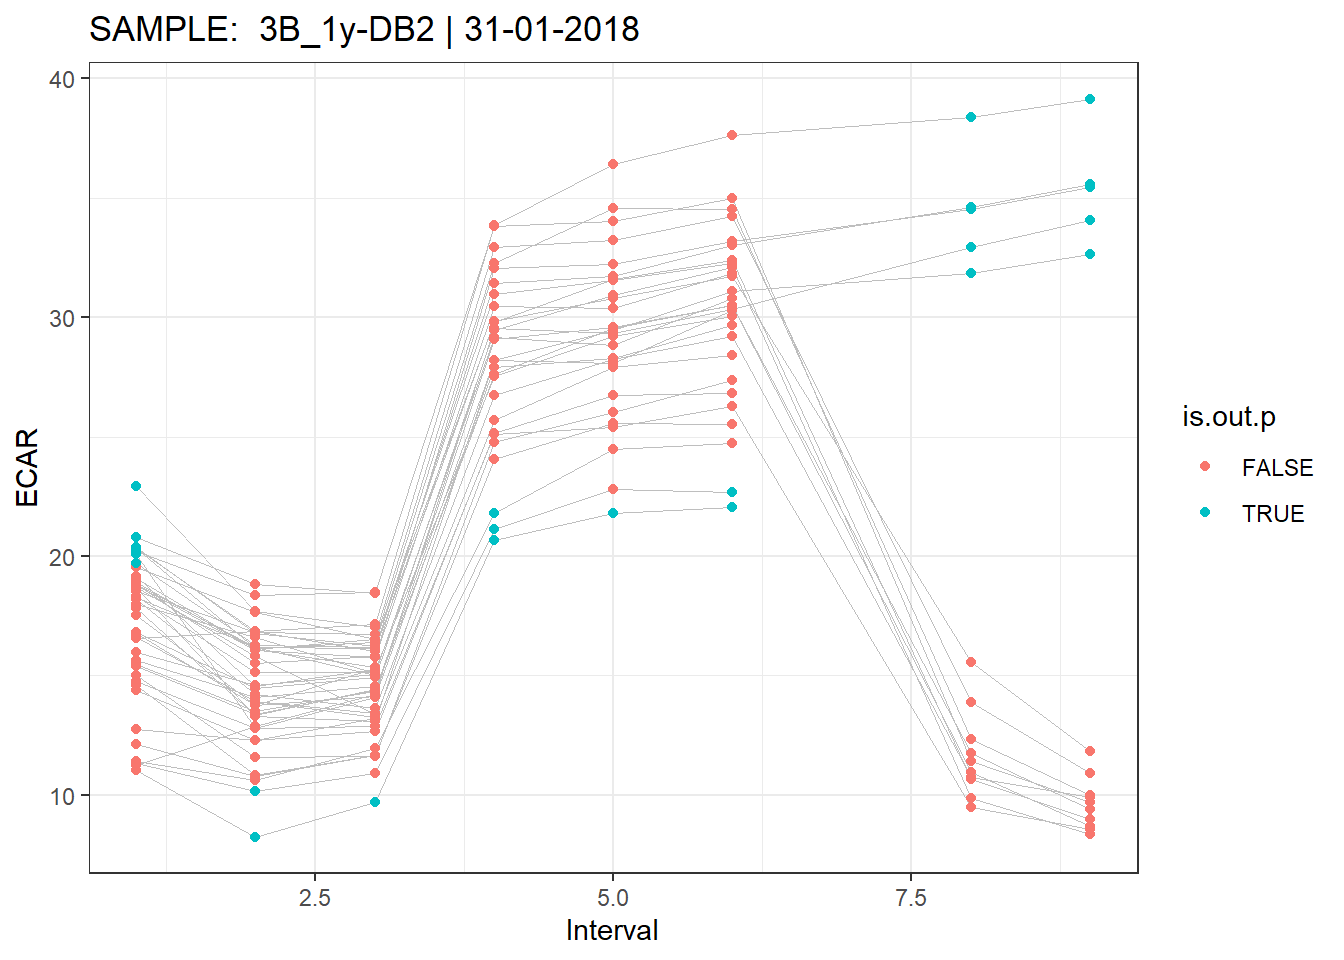 SAMPLE:  3B_1y-DB2 | 31-01-2018
40
30
20
10
ECAR
2.5
5.0
7.5
Interval
is.out.p
FALSE
TRUE